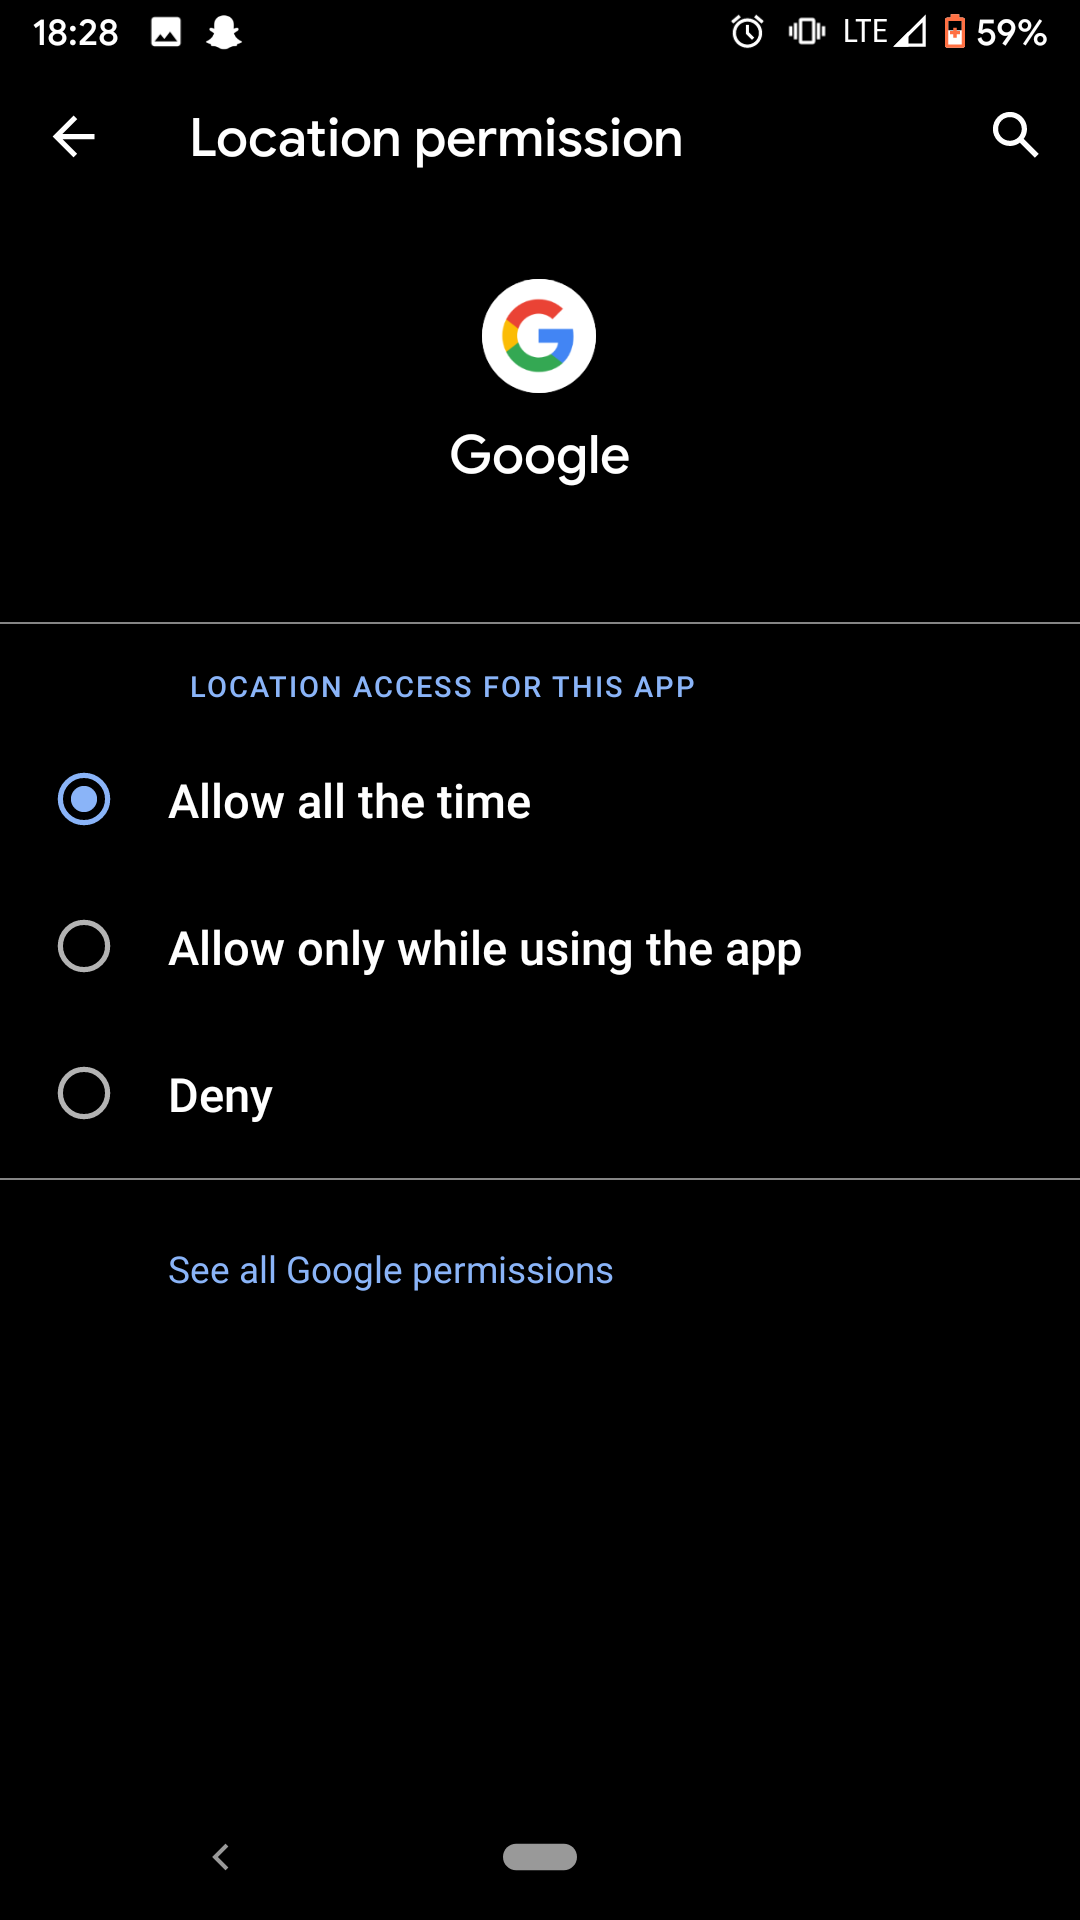 18:28 LTE 59%
Location permission
Google
LOCATION ACCESS FOR THIS APP
Allow all the time
Allow only while using the app
Deny
See all Google permissions